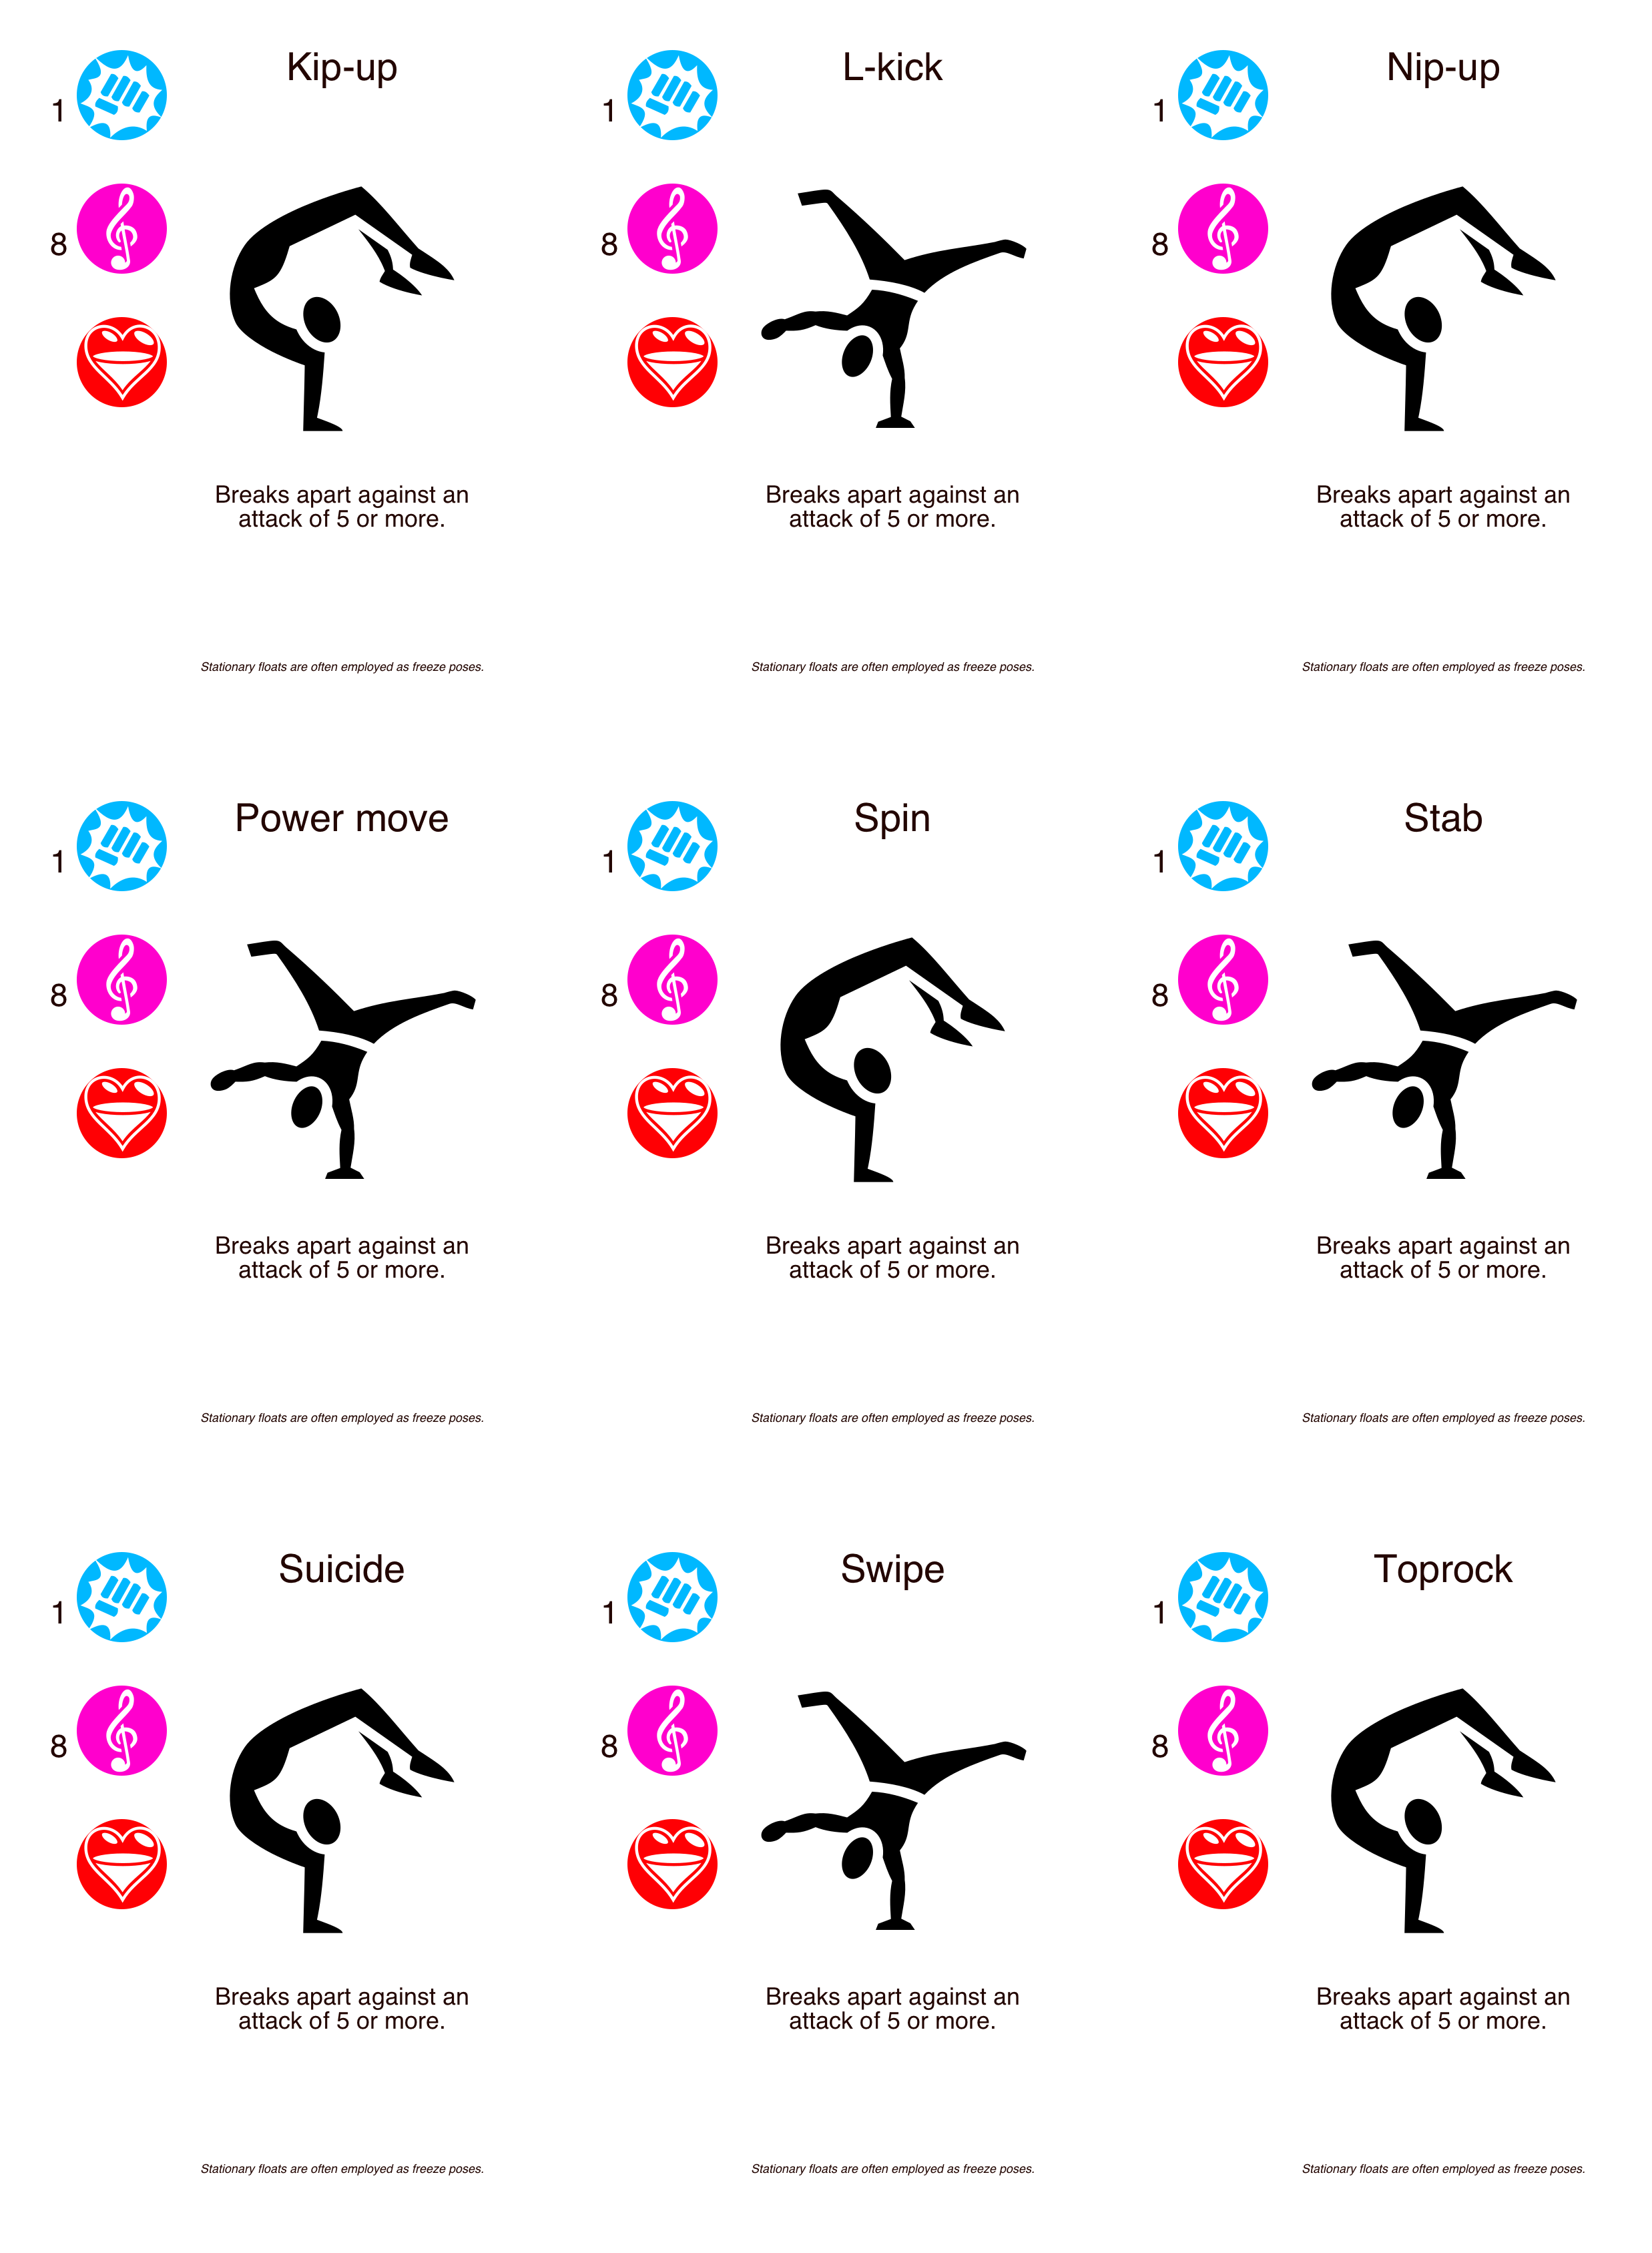 Kip-up
1
8
Breaks apart against an
attack of 5 or more.
Stationary floats are often employed as freeze poses.
L-kick
1
8
Breaks apart against an
attack of 5 or more.
Stationary floats are often employed as freeze poses.
Nip-up
1
8
Breaks apart against an
attack of 5 or more.
Stationary floats are often employed as freeze poses.
Power move
1
8
Breaks apart against an
attack of 5 or more.
Stationary floats are often employed as freeze poses.
Spin
1
8
Breaks apart against an
attack of 5 or more.
Stationary floats are often employed as freeze poses.
Stab
1
8
Breaks apart against an
attack of 5 or more.
Stationary floats are often employed as freeze poses.
Suicide
1
8
Breaks apart against an
attack of 5 or more.
Stationary floats are often employed as freeze poses.
Swipe
1
8
Breaks apart against an
attack of 5 or more.
Stationary floats are often employed as freeze poses.
Toprock
1
8
Breaks apart against an
attack of 5 or more.
Stationary floats are often employed as freeze poses.